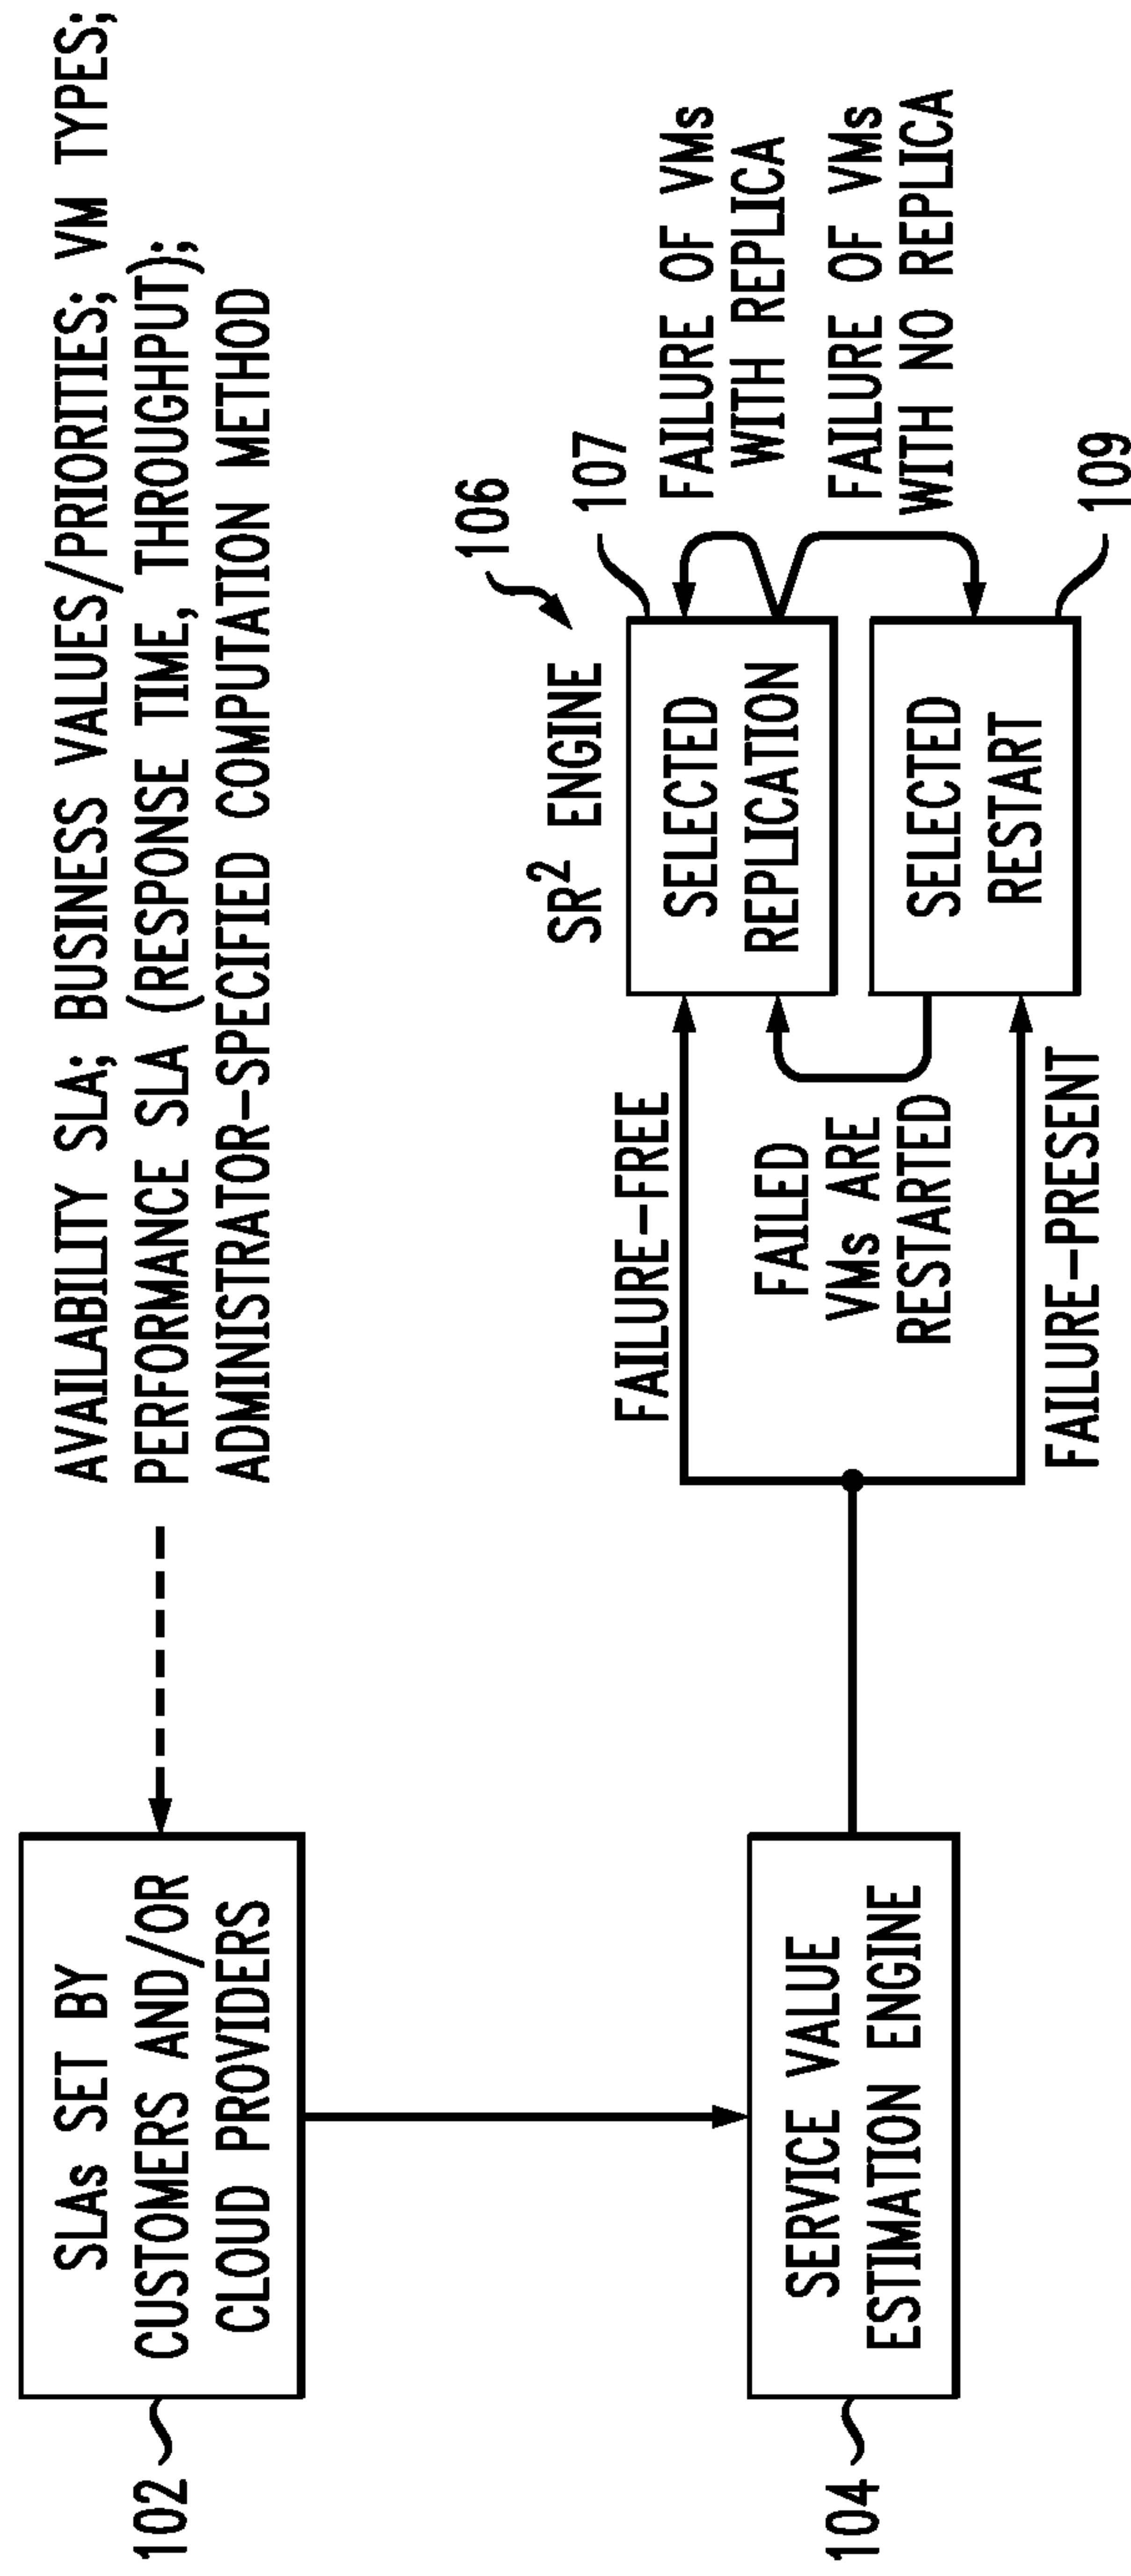 AVAILABILITY SLA; BUSINESS VALUES/PRIORITIES; VM TYPES;
PERFORMANCE SLA (RESPONSE TIME, THROUGHPUT);
ADMINISTRATOR-SPECIFIED COMPUTATION METHOD
102
SLAs SET BY
CUSTOMERS AND/OR
CLOUD PROVIDERS
104
SERVICE VALUE
ESTIMATION ENGINE
FAILURE-FREE
FAILED
VMs ARE
RESTARTED
FAILURE-PRESENT
SR² ENGINE
106
SELECTED
REPLICATION
107
SELECTED
RESTART
109
FAILURE OF VMs
WITH REPLICA
FAILURE OF VMs
WITH NO REPLICA